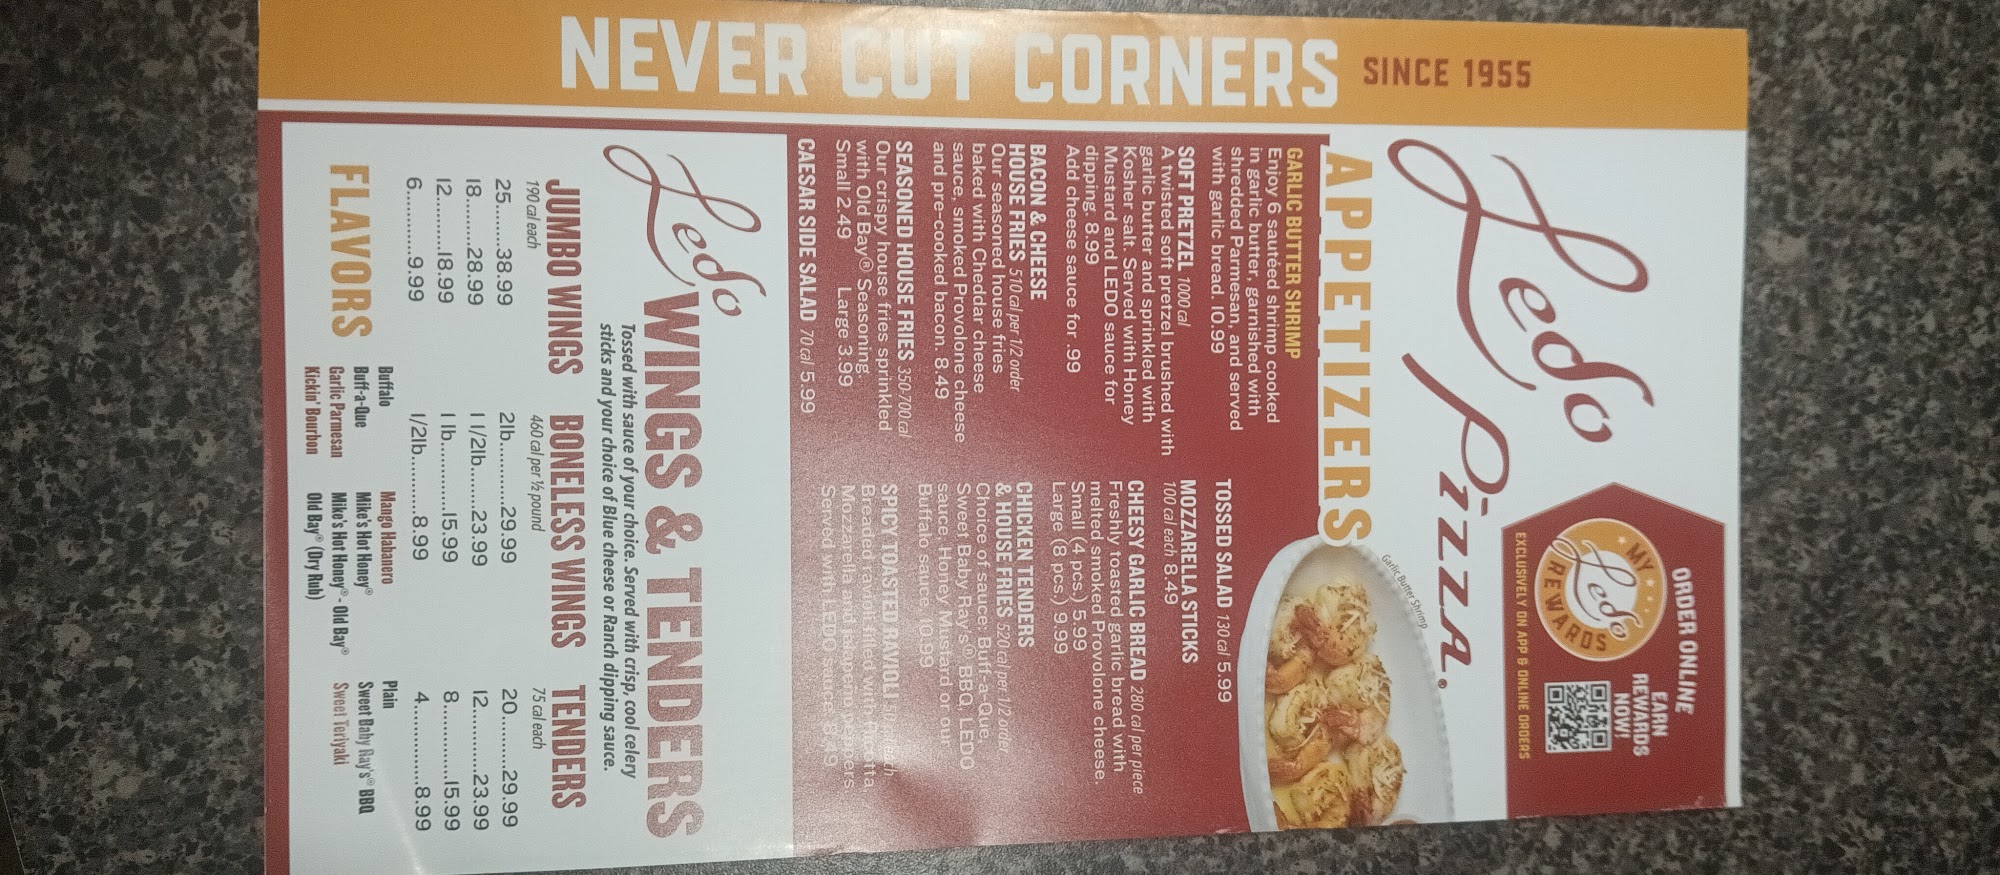 NEVER CUT CORNERS SINCE 1955
Ledo Pizza®
ORDER ONLINE
MY Ledo REWARDS
EARN
REWARDS
NOW!
EXCLUSIVELY ON APP & ONLINE ORDERS
Garlic Butter Shrimp
APPETIZERS
GARLIC BUTTER SHRIMP
Enjoy 6 sautéed shrimp cooked
in garlic butter, garnished with
shredded Parmesan, and served
with garlic bread. 10.99
SOFT PRETZEL 1000 cal
A twisted soft pretzel brushed with
garlic butter and sprinkled with
Kosher salt. Served with Honey
Mustard and LEDO sauce for
dipping. 8.99
Add cheese sauce for .99
BACON & CHEESE
HOUSE FRIES 510 cal per 1/2 order
Our seasoned house fries
baked with Cheddar cheese
sauce, smoked Provolone cheese
and pre-cooked bacon. 8.49
SEASONED HOUSE FRIES 350/700 cal
Our crispy house fries sprinkled
with Old Bay® Seasoning.
Small 2.49 Large 3.99
CAESAR SIDE SALAD 70 cal 5.99
TOSSED SALAD 130 cal 5.99
MOZZARELLA STICKS
100 cal each 8.49
CHEESY GARLIC BREAD 280 cal per piece
Freshly toasted garlic bread with
melted smoked Provolone cheese.
Small (4 pcs.) 5.99
Large (8 pcs.) 9.99
CHICKEN TENDERS
& HOUSE FRIES 520 cal per 1/2 order
Choice of sauce; Buff-a-Que,
Sweet Baby Ray's® BBQ, LEDO
sauce, Honey Mustard or our
Buffalo sauce. 10.99
SPICY TOASTED RAVIOLI
Breaded ravioli filled with Ricotta,
Mozzarella and Jalapeno peppers.
Served with LEDO sauce.
Ledo WINGS & TENDERS
Tossed with sauce of your choice. Served with crisp, cool celery
sticks and your choice of Blue cheese or Ranch dipping sauce.
JUMBO WINGS
190 cal each
25.......38.99
18.........28.99
12..........18.99
6............9.99
BONELESS WINGS
460 cal per ½ pound
2lb.........29.99
1 1/2lb......23.99
1 lb..........15.99
1/2lb.........8.99
TENDERS
75 cal each
20..........29.99
12............23.99
8............15.99
4.............8.99
FLAVORS
Buffalo
Buff-a-Que
Garlic Parmesan
Kickin' Bourbon
Mango Habanero
Mike's Hot Honey®
Mike's Hot Honey® - Old Bay®
Old Bay® (Dry Rub)
Plain
Sweet Baby Ray's® BBQ
Sweet Teriyaki